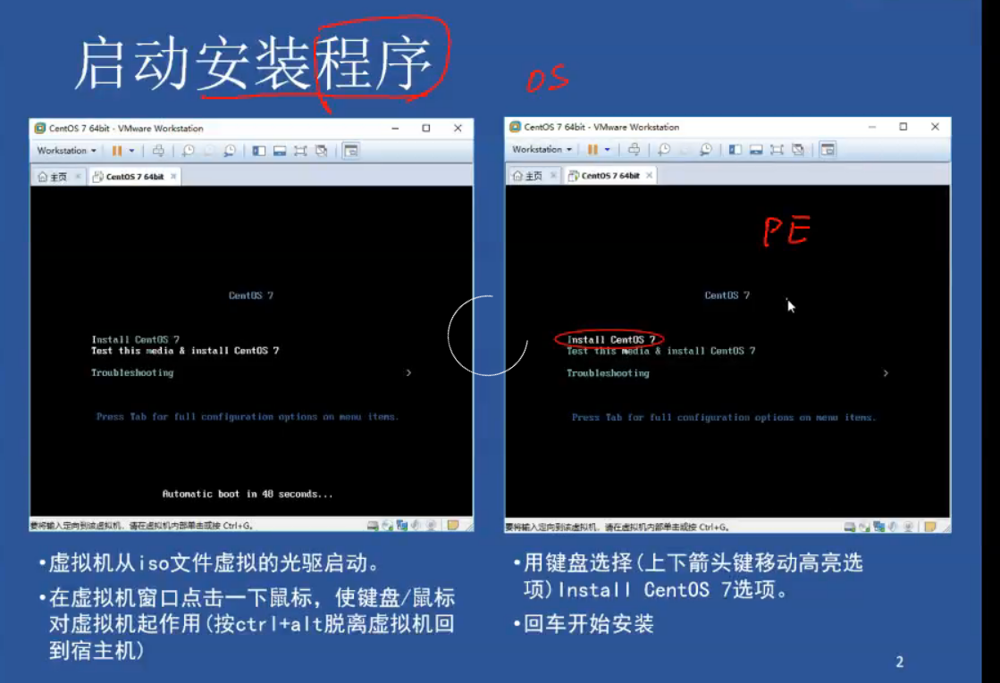 启动安装程序
OS
CentOS 7 64bit - VMware Workstation
Workstation
主页
CentOS 7 64bit
CentOS 7
Install CentOS 7
Test this media & install CentOS 7
Troubleshooting
Press Tab for full configuration options on menu items.
Automatic boot in 40 seconds...
要将输入定向到该虚拟机，请在虚拟机内部单击或按 Ctrl+G。
•虚拟机从iso文件虚拟的光驱启动。
•在虚拟机窗口点击一下鼠标，使键盘/鼠标
对虚拟机起作用(按ctrl+alt脱离虚拟机回
到宿主机)
CentOS 7 64bit - VMware Workstation
Workstation
主页
CentOS 7 64bit
PE
CentOS 7
Install CentOS 7
Test this media & install CentOS 7
Troubleshooting
Press Tab for full configuration options on menu items.
要将输入定向到该虚拟机，请在虚拟机内部单击或按 Ctrl+G。
•用键盘选择(上下箭头键移动高亮选
项)Install CentOS 7选项。
•回车开始安装
2